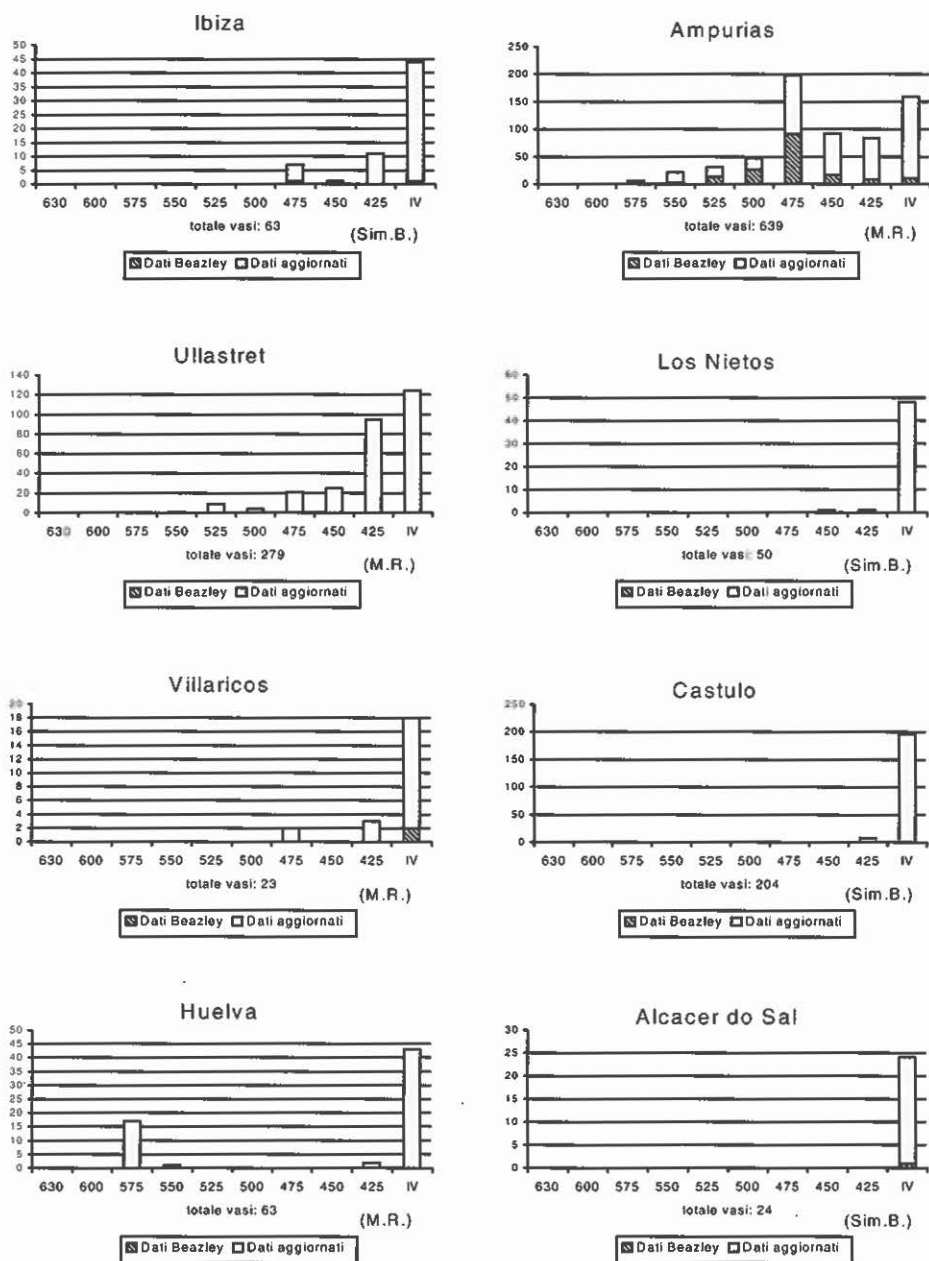 Ibiza
50
45
40
35
30
25
20
15
10
5
0
630 600 575 550 525 500 475 450 425 IV
totale vasi: 63
(Sim.B.)
Dati Beazley Dati aggiornati
Ampurias
250
200
150
100
50
0
630 600 575 550 525 500 475 450 425 IV
totale vasi: 639
(M.R.)
Dati Beazley Dati aggiornati
Ullastret
140
120
100
80
60
40
20
0
630 600 575 550 525 500 475 450 425 IV
totale vasi: 279
(M.R.)
Dati Beazley Dati aggiornati
Los Nietos
60
50
40
30
20
10
0
630 600 575 550 525 500 475 450 425 IV
totale vasi: 50
(Sim.B.)
Dati Beazley Dati aggiornati
Villaricos
20
18
16
14
12
10
8
6
4
2
0
630 600 575 550 525 500 475 450 425 IV
totale vasi: 23
(M.R.)
Dati Beazley Dati aggiornati
Castulo
250
200
150
100
50
0
630 600 575 550 525 500 475 450 425 IV
totale vasi: 204
(Sim.B.)
Dati Beazley Dati aggiornati
Huelva
50
45
40
35
30
25
20
15
10
5
0
630 600 575 550 525 500 475 450 425 IV
totale vasi: 63
(M.R.)
Dati Beazley Dati aggiornati
Alcacer do Sal
30
25
20
15
10
5
0
630 600 575 550 525 500 475 450 425 IV
totale vasi: 24
(Sim.B.)
Dati Beazley Dati aggiornati